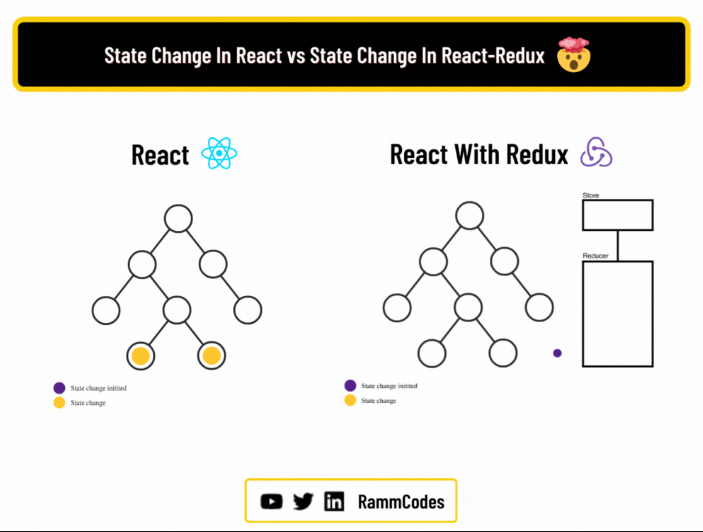 State Change In React vs State Change In React-Redux
React
React With Redux
Store
Reducer
State change initited
State change
State change initited
State change
RammCodes